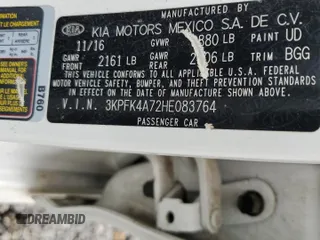 MANUFACTURED BY
KIA KIA MOTORS MEXICO S.A. DE C.V.
11/16 GVWR 880 LB PAINT UD
GAWR FRONT 2161 LB GAWR 06 LB TRIM BGG
THIS VEHICLE CONFORMS TO ALL APPLICABLE
U.S. FEDERAL MOTOR VEHICLE
SAFETY, BUMPER, AND THEFT PREVENTION
STANDARDS IN EFFECT ON THE DATE OF
MANUFACTURE SHOWN ABOVE.
V.I.N. 3KPFK4A72HE083764
PASSENGER CAR
B760
DREAMBID